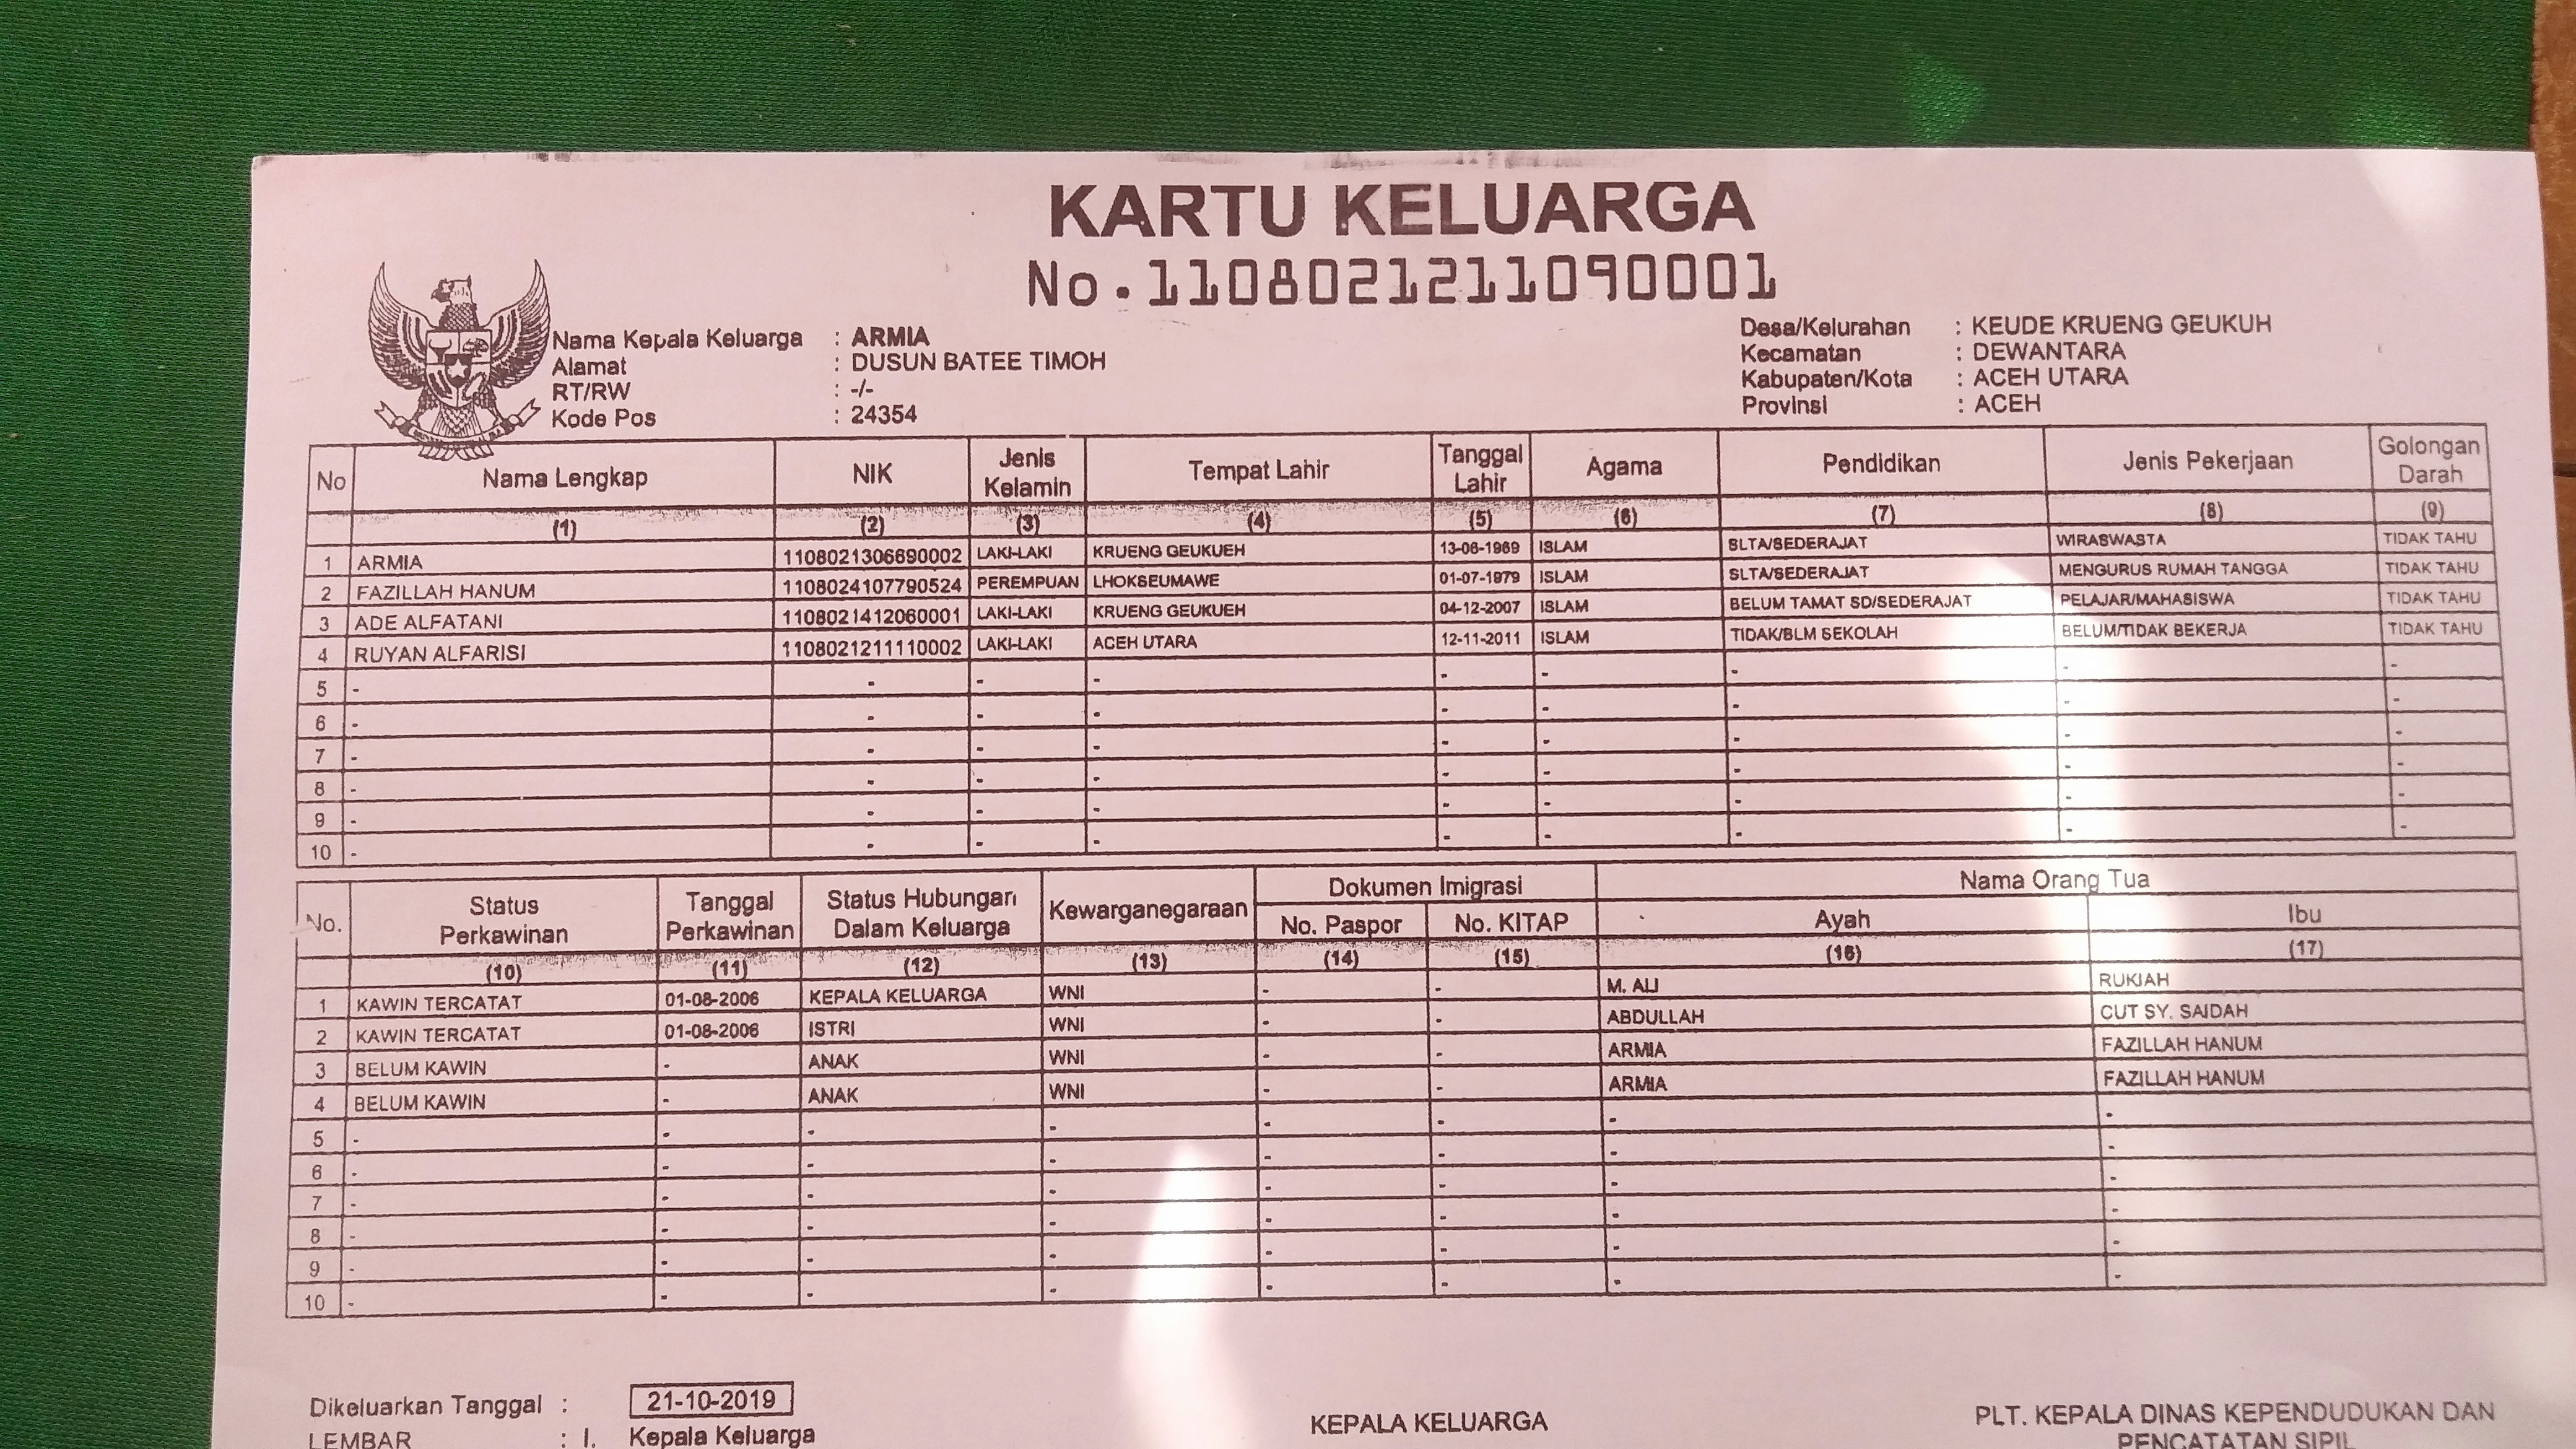 KARTU KELUARGA
No.1108021211090001
Nama Kepala Keluarga : ARMIA
Alamat : DUSUN BATEE TIMOH
RT/RW : -/-
Kode Pos : 24354
Desa/Kelurahan : KEUDE KRUENG GEUKUH
Kecamatan : DEWANTARA
Kabupaten/Kota : ACEH UTARA
Provinsi : ACEH
No Nama Lengkap NIK Jenis Kelamin Tempat Lahir Tanggal Lahir Agama Pendidikan Jenis Pekerjaan Golongan Darah
(1) (2) (3) (4) (5) (6) (7) (8) (9)
1 ARMIA 1108021306690002 LAKI-LAKI KRUENG GEUKUEH 13-06-1969 ISLAM SLTA/SEDERAJAT WIRASWASTA TIDAK TAHU
2 FAZILLAH HANUM 1108024107790524 PEREMPUAN LHOKSEUMAWE 01-07-1979 ISLAM SLTA/SEDERAJAT MENGURUS RUMAH TANGGA TIDAK TAHU
3 ADE ALFATANI 1108021412060001 LAKI-LAKI KRUENG GEUKUEH 04-12-2007 ISLAM BELUM TAMAT SD/SEDERAJAT PELAJAR/MAHASISWA TIDAK TAHU
4 RUYAN ALFARISI 1108021211110002 LAKI-LAKI ACEH UTARA 12-11-2011 ISLAM TIDAK/BLM SEKOLAH BELUM/TIDAK BEKERJA TIDAK TAHU
5 - - - - - - - - -
6 - - - - - - - - -
7 - - - - - - - - -
8 - - - - - - - - -
9 - - - - - - - - -
10 - - - - - - - - -
No. Status Perkawinan Tanggal Perkawinan Status Hubungan Dalam Keluarga Kewarganegaraan Dokumen Imigrasi No. Paspor No. KITAP Nama Orang Tua Ayah Ibu
(10) (11) (12) (13) (14) (15) (16) (17)
1 KAWIN TERCATAT 01-08-2006 KEPALA KELUARGA WNI - - M. ALI RUKIAH
2 KAWIN TERCATAT 01-08-2006 ISTRI WNI - - ABDULLAH CUT SY. SAIDAH
3 BELUM KAWIN - ANAK WNI - - ARMIA FAZILLAH HANUM
4 BELUM KAWIN - ANAK WNI - - ARMIA FAZILLAH HANUM
5 - - - - - - - -
6 - - - - - - - -
7 - - - - - - - -
8 - - - - - - - -
9 - - - - - - - -
10 - - - - - - - -
Dikeluarkan Tanggal : 21-10-2019
LEMBAR : I. Kepala Keluarga
KEPALA KELUARGA
PLT. KEPALA DINAS KEPENDUDUKAN DAN
PENCATATAN SIPIL